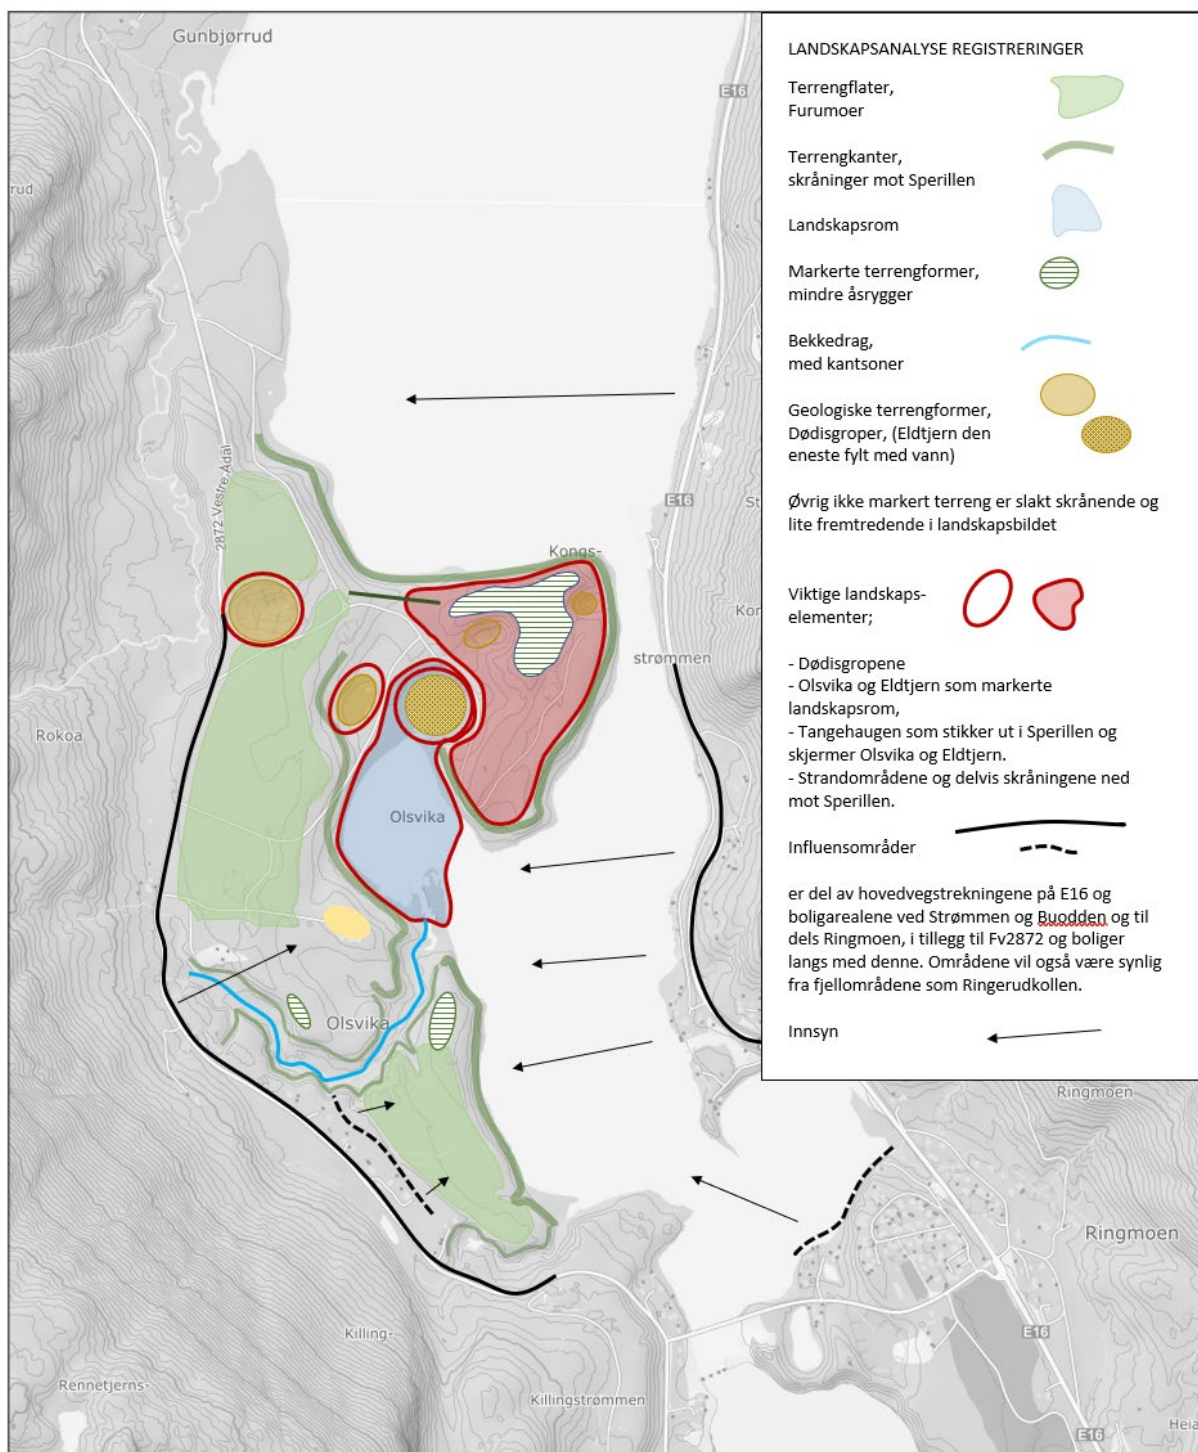 Gunbjørrud
E16
rud
2872 Vestre Ådal
E16
Kongs-
strømmen
Rokoa
Olsvika
Olsvika
Ringmoen
Ringmoen
E16
Killing-
Rennetjerns-
Killingstrømmen
E16
Heia
LANDSKAPSANALYSE REGISTRERINGER
Terrengflater,
Furumoer
Terrengkanter,
skråninger mot Sperillen
Landskapsrom
Markerte terrengformer,
mindre åsrygger
Bekkedrag,
med kantsoner
Geologiske terrengformer,
Dødisgroper, (Eldtjern den
eneste fylt med vann)
Øvrig ikke markert terreng er slakt skrånende og
lite fremtredende i landskapsbildet
Viktige landskaps-
elementer;
- Dødisgropene
- Olsvika og Eldtjern som markerte
landskapsrom,
- Tangehaugen som stikker ut i Sperillen og
skjermer Olsvika og Eldtjern.
- Strandområdene og delvis skråningene ned
mot Sperillen.
Influensområder
er del av hovedvegstrekningene på E16 og
boligarealene ved Strømmen og Buodden og til
dels Ringmoen, i tillegg til Fv2872 og boliger
langs med denne. Områdene vil også være synlig
fra fjellområdene som Ringerudkollen.
Innsyn